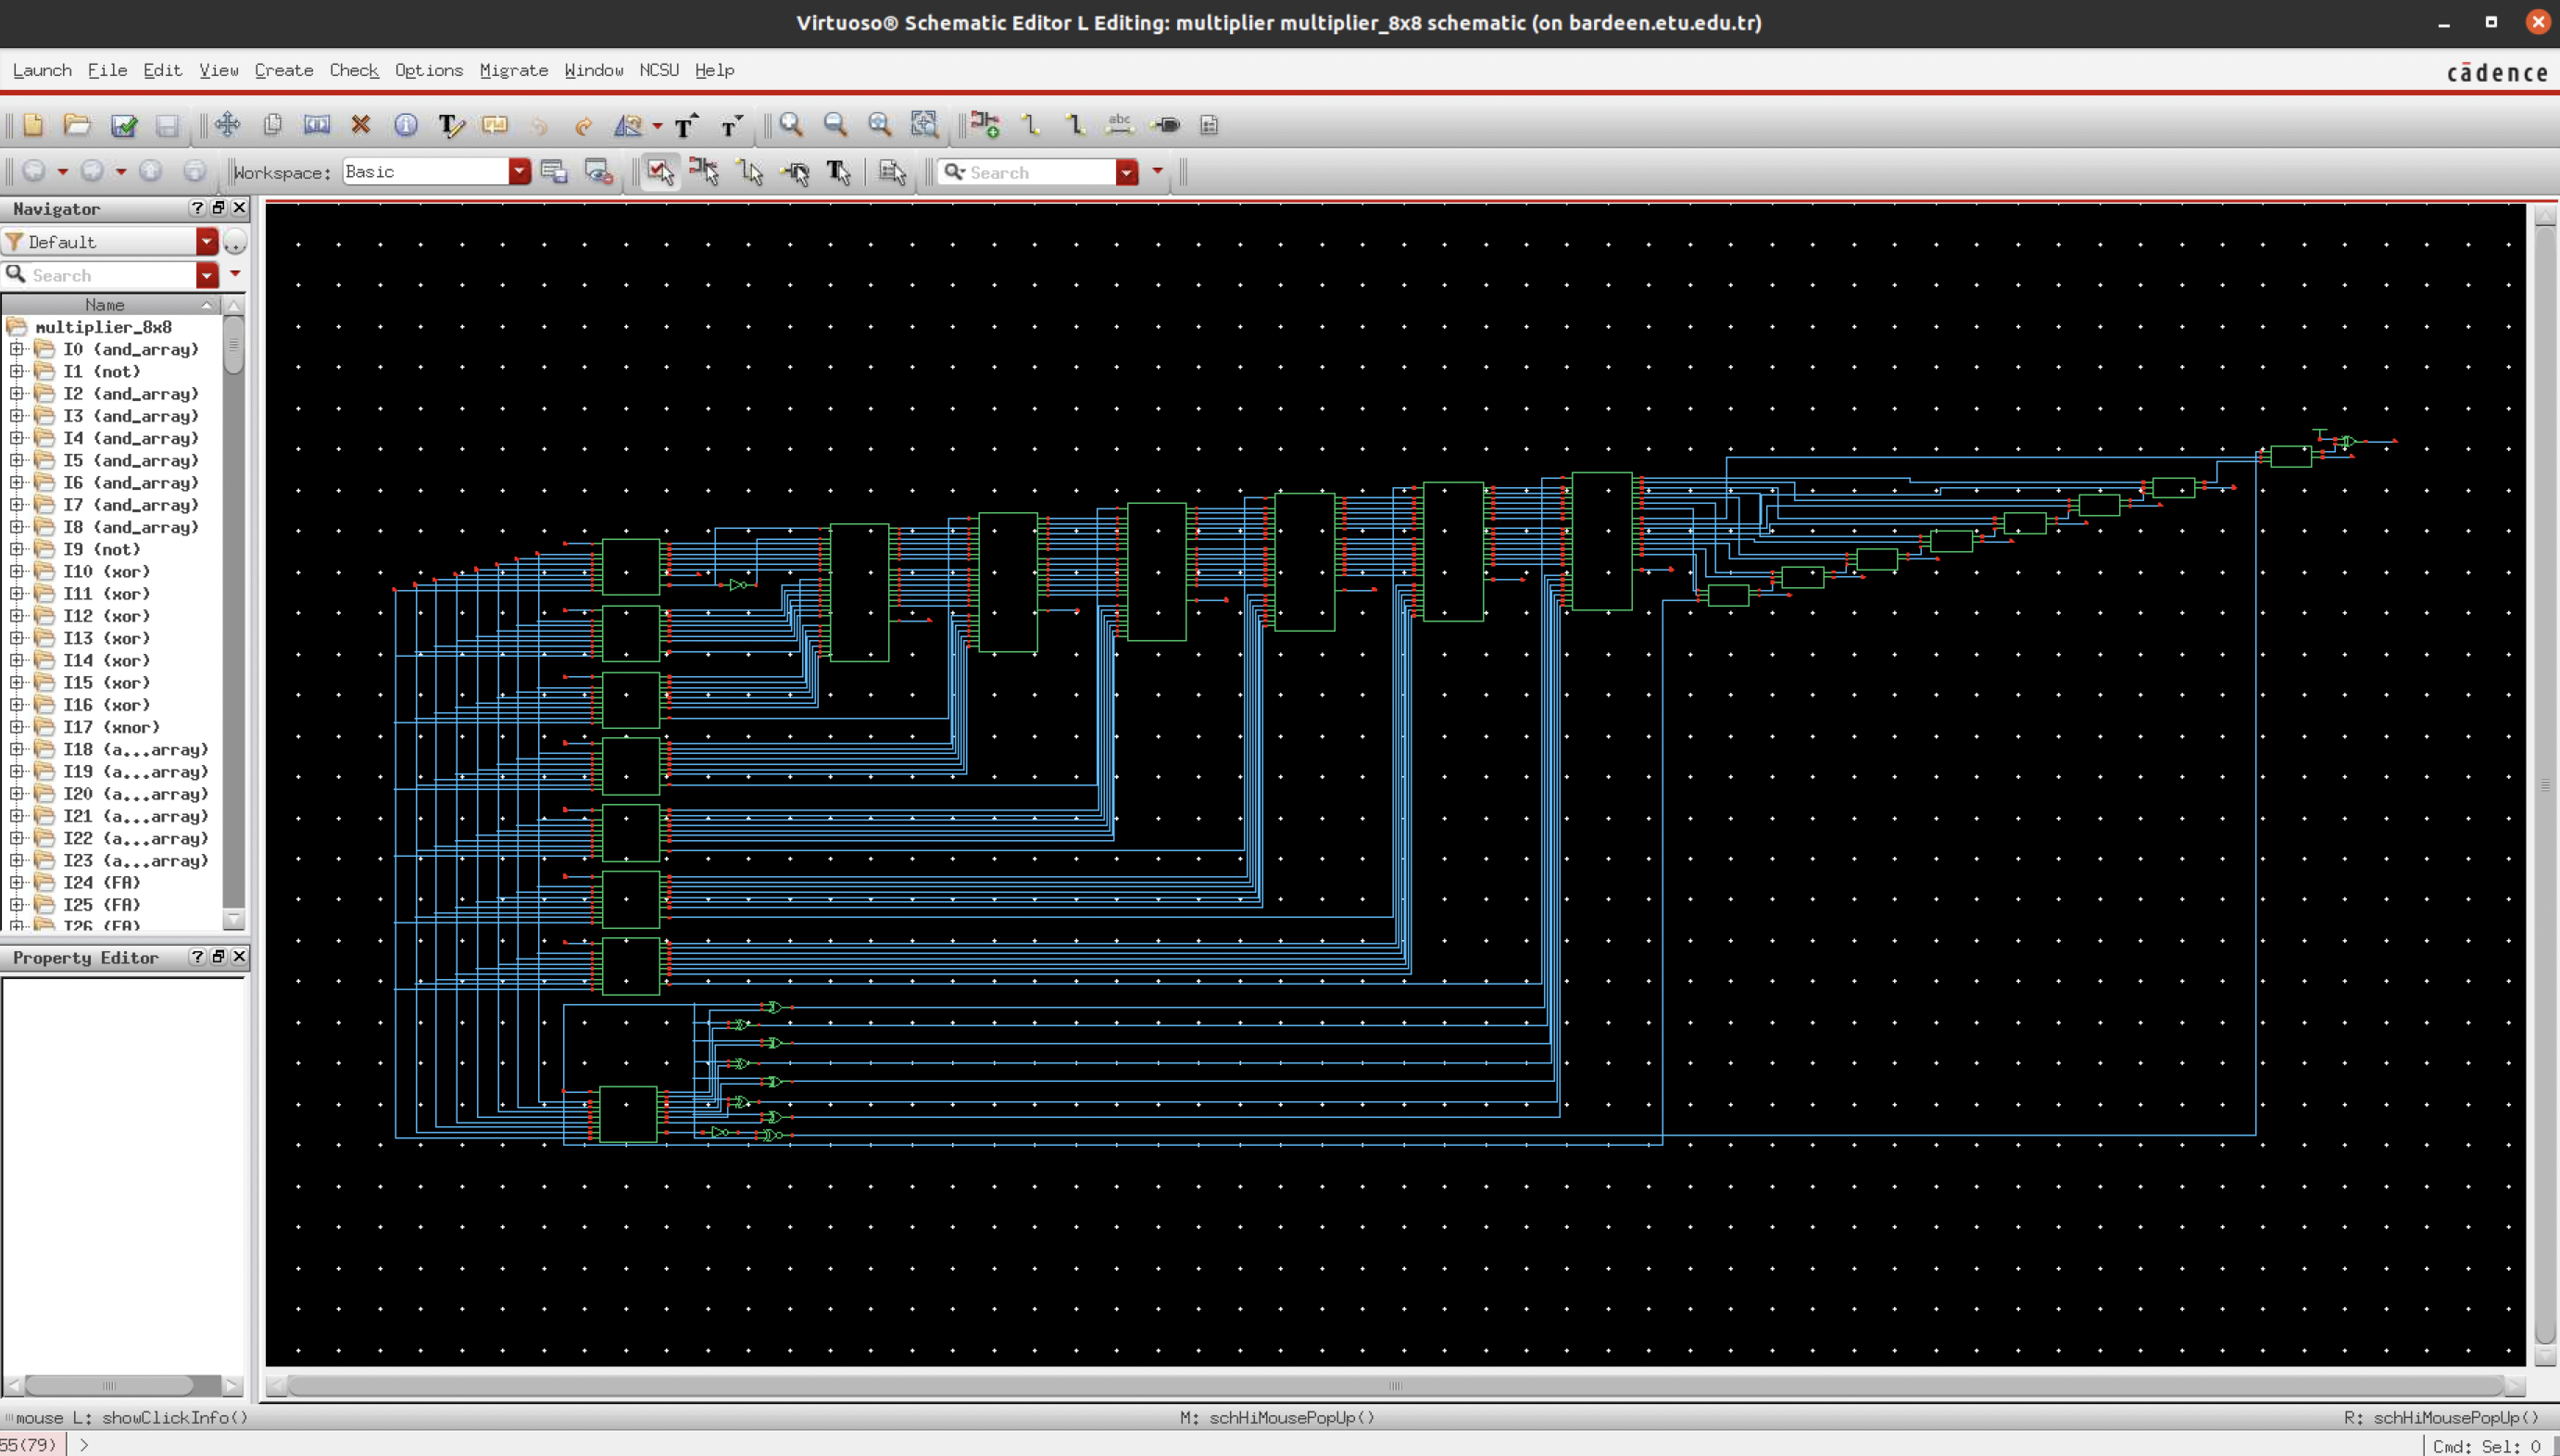 Virtuoso® Schematic Editor L Editing: multiplier multiplier_8x8 schematic (on bardeen.etu.edu.tr)
Launch File Edit View Create Check Options Migrate Window NCSU Help
cādence
abc
Workspace: Basic
Search
Navigator
Default
Search
Name
multiplier_8x8
I0 (and_array)
I1 (not)
I2 (and_array)
I3 (and_array)
I4 (and_array)
I5 (and_array)
I6 (and_array)
I7 (and_array)
I8 (and_array)
I9 (not)
I10 (xor)
I11 (xor)
I12 (xor)
I13 (xor)
I14 (xor)
I15 (xor)
I16 (xor)
I17 (xnor)
I18 (a...array)
I19 (a...array)
I20 (a...array)
I21 (a...array)
I22 (a...array)
I23 (a...array)
I24 (FA)
I25 (FA)
I26 (FA)
Property Editor
mouse L: showClickInfo()
M: schHiMousePopUp()
R: schHiMousePopUp()
55(79) >
Cmd: Sel: 0